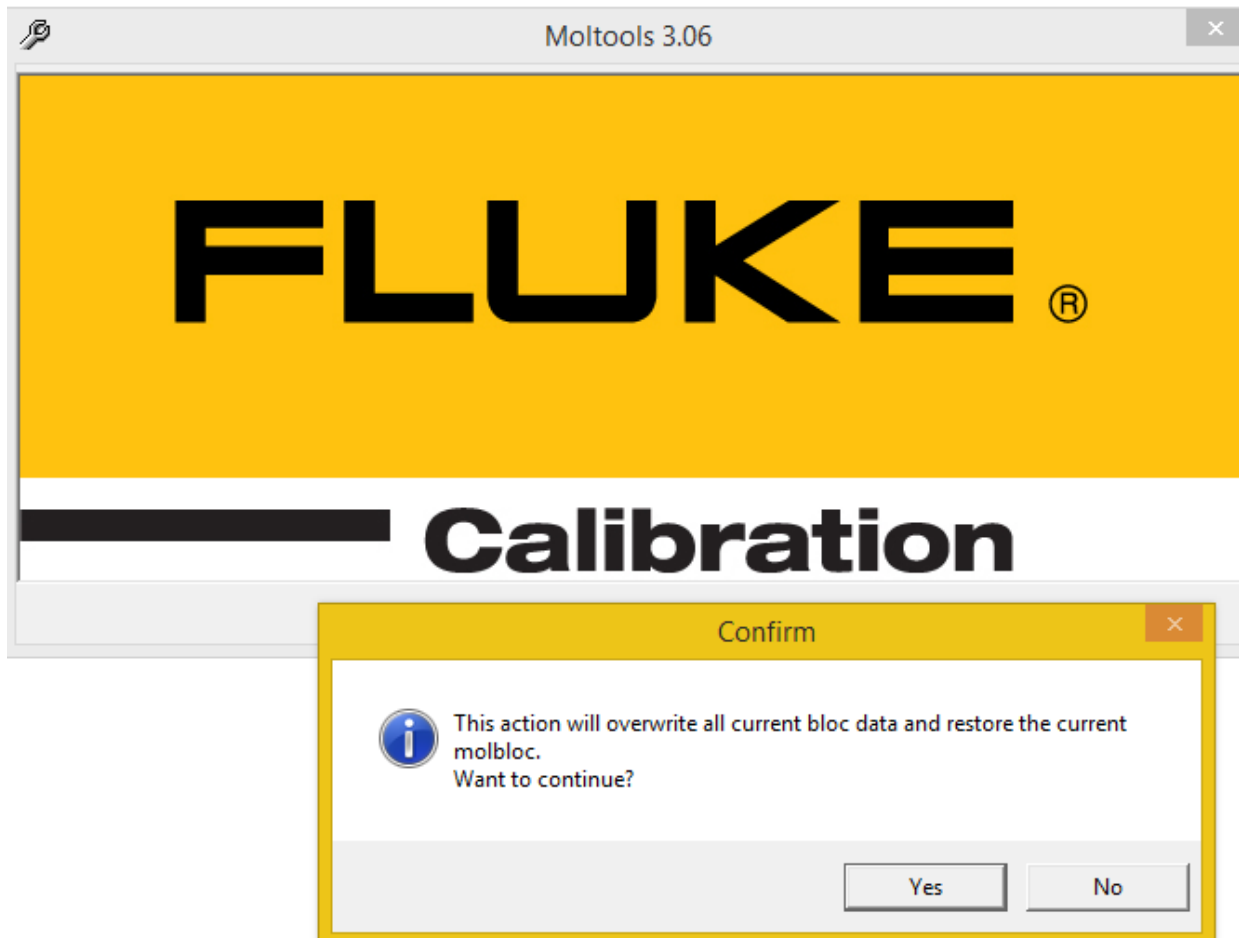 Moltools 3.06
FLUKE ®
Calibration
Confirm
This action will overwrite all current bloc data and restore the current
molbloc.
Want to continue?
Yes No